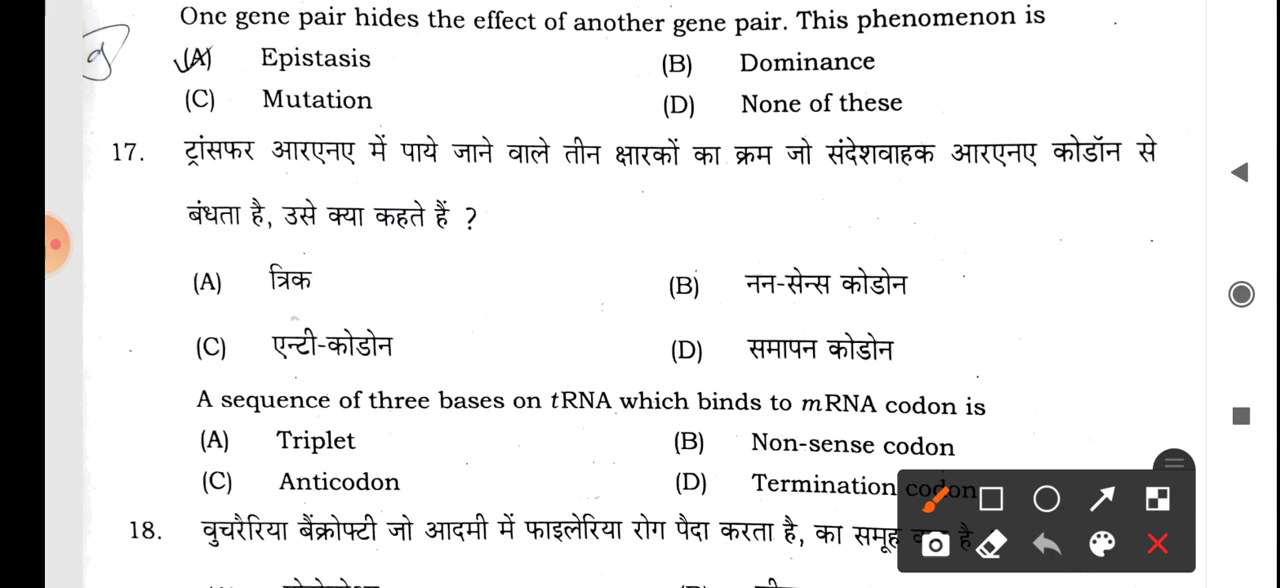 One gene pair hides the effect of another gene pair. This phenomenon is
(A) Epistasis (B) Dominance
(C) Mutation (D) None of these
17. ट्रांसफर आरएनए में पाये जाने वाले तीन क्षारकों का क्रम जो संदेशवाहक आरएनए कोडॉन से
बंधता है, उसे क्या कहते हैं ?
(A) त्रिक (B) नन-सेन्स कोडोन
(C) एन्टी-कोडोन (D) समापन कोडोन
A sequence of three bases on tRNA which binds to mRNA codon is
(A) Triplet (B) Non-sense codon
(C) Anticodon (D) Termination codon
18. वुचरैरिया बैंक्रोफ्टी जो आदमी में फाइलेरिया रोग पैदा करता है, का समूह है